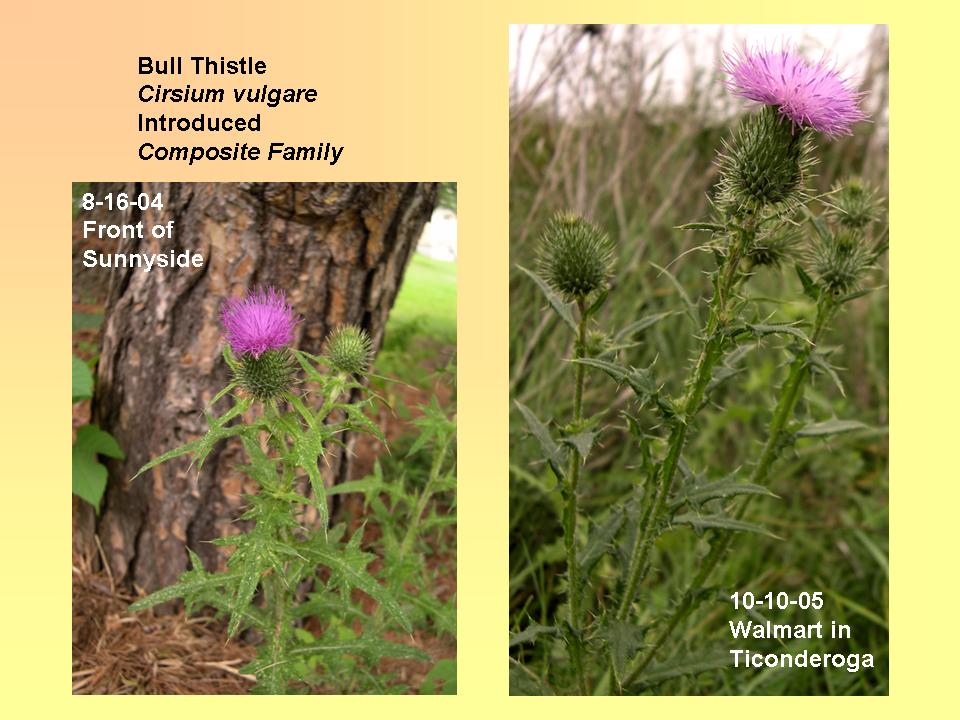 Bull Thistle
Cirsium vulgare
Introduced
Composite Family
8-16-04
Front of
Sunnyside
10-10-05
Walmart in
Ticonderoga